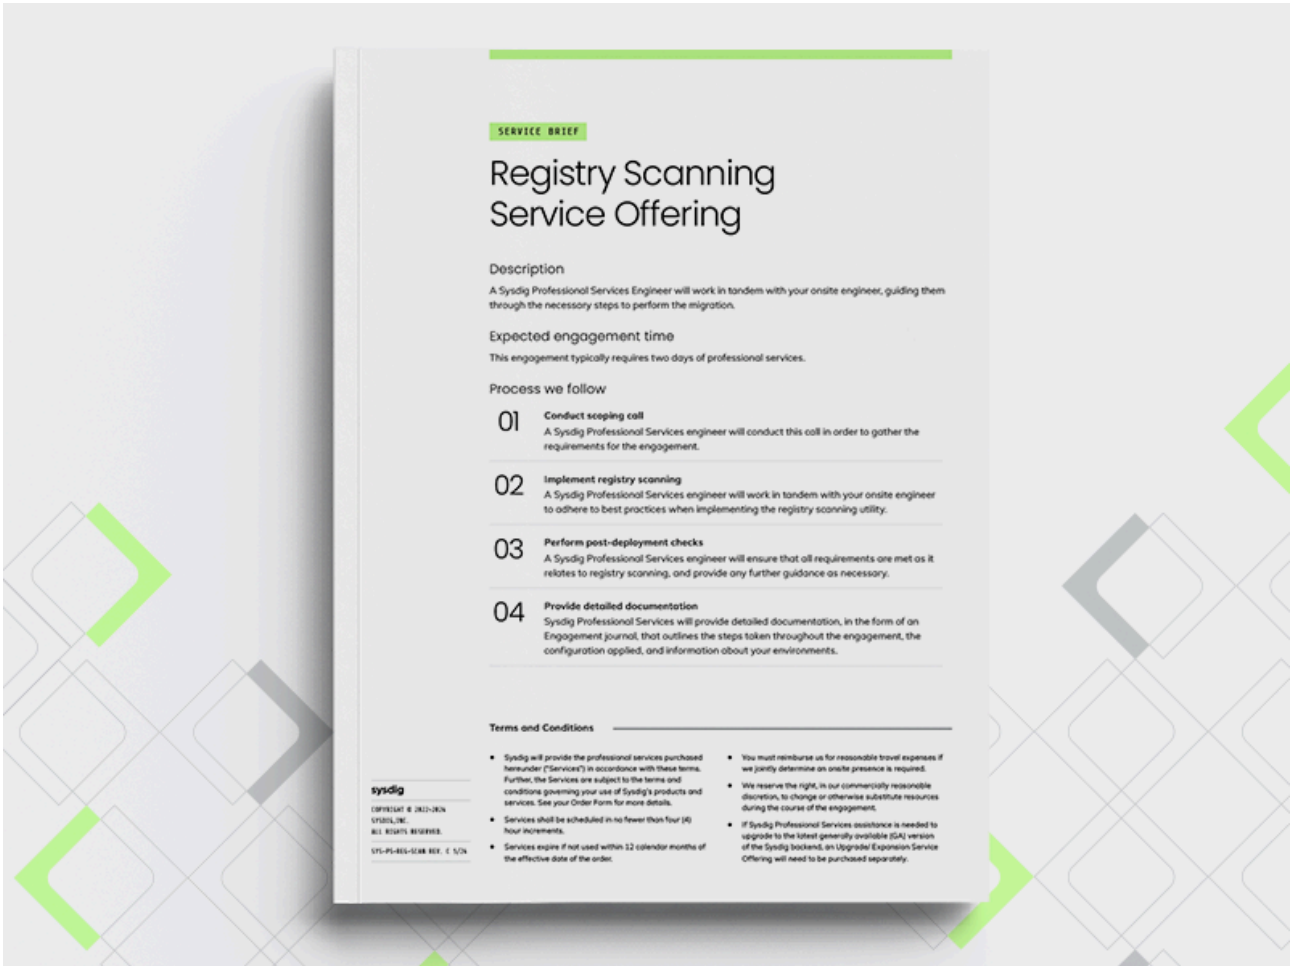 SERVICE BRIEF
Registry Scanning
Service Offering
Description
A Sysdig Professional Services Engineer will work in tandem with your onsite engineer, guiding them
through the necessary steps to perform the migration.
Expected engagement time
This engagement typically requires two days of professional services.
Process we follow
01
Conduct scoping call
A Sysdig Professional Services engineer will conduct this call in order to gather the
requirements for the engagement.
02
Implement registry scanning
A Sysdig Professional Services engineer will work in tandem with your onsite engineer
to adhere to best practices when implementing the registry scanning utility.
03
Perform post-deployment checks
A Sysdig Professional Services engineer will ensure that all requirements are met as it
relates to registry scanning, and provide any further guidance as necessary.
04
Provide detailed documentation
Sysdig Professional Services will provide detailed documentation, in the form of an
Engagement journal, that outlines the steps taken throughout the engagement, the
configuration applied, and information about your environments.
Terms and Conditions
• Sysdig will provide the professional services purchased
hereunder ("Services") in accordance with these terms.
Further, the Services are subject to the terms and
conditions governing your use of Sysdig's products and
services. See your Order Form for more details.
• Services shall be scheduled in no fewer than four (4)
hour increments.
• Services expire if not used within 12 calendar months of
the effective date of the order.
• You must reimburse us for reasonable travel expenses if
we jointly determine an onsite presence is required.
• We reserve the right, in our commercially reasonable
discretion, to change or otherwise substitute resources
during the course of the engagement.
• If Sysdig Professional Services assistance is needed to
upgrade to the latest generally available (GA) version
of the Sysdig backend, an Upgrade/ Expansion Service
Offering will need to be purchased separately.
sysdig
COPYRIGHT © 2022-2024
SYSDIG,INC.
ALL RIGHTS RESERVED.
SYS-PS-REG-SCAN REV. C 5/24